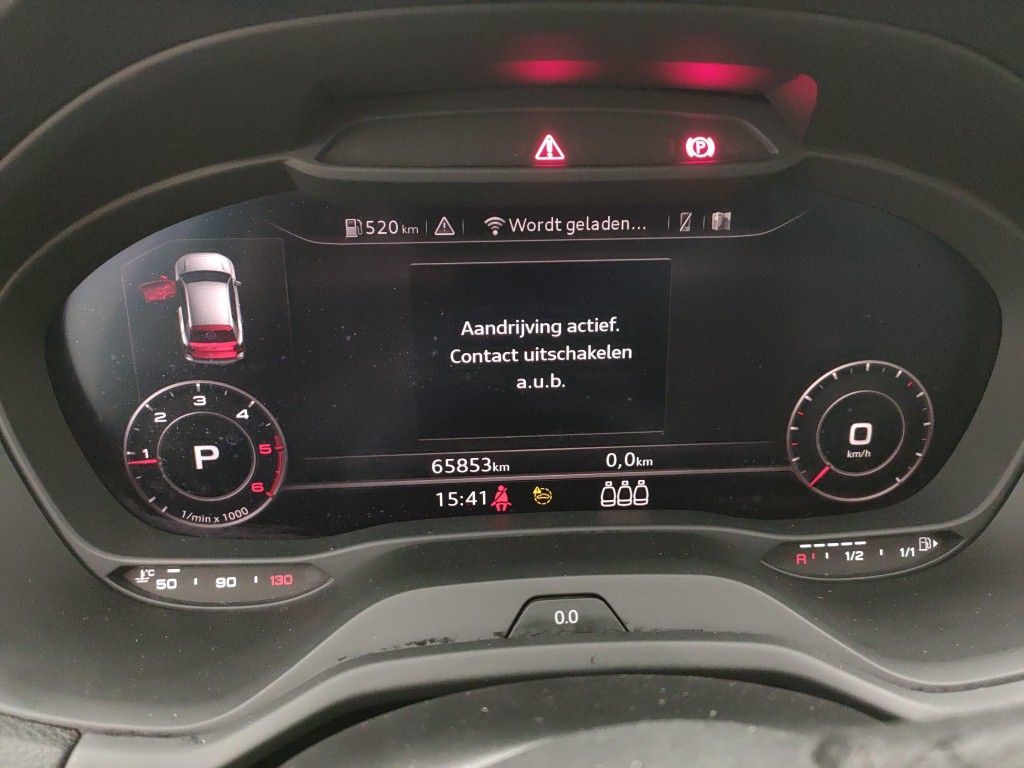 P
520 km
Wordt geladen...
Aandrijving actief.
Contact uitschakelen
a.u.b.
1 2 3 4 5 6
P
1/min x 1000
0
km/h
65853km 0,0km
15:41
°C 50 90 130
R 1/2 1/1
0.0